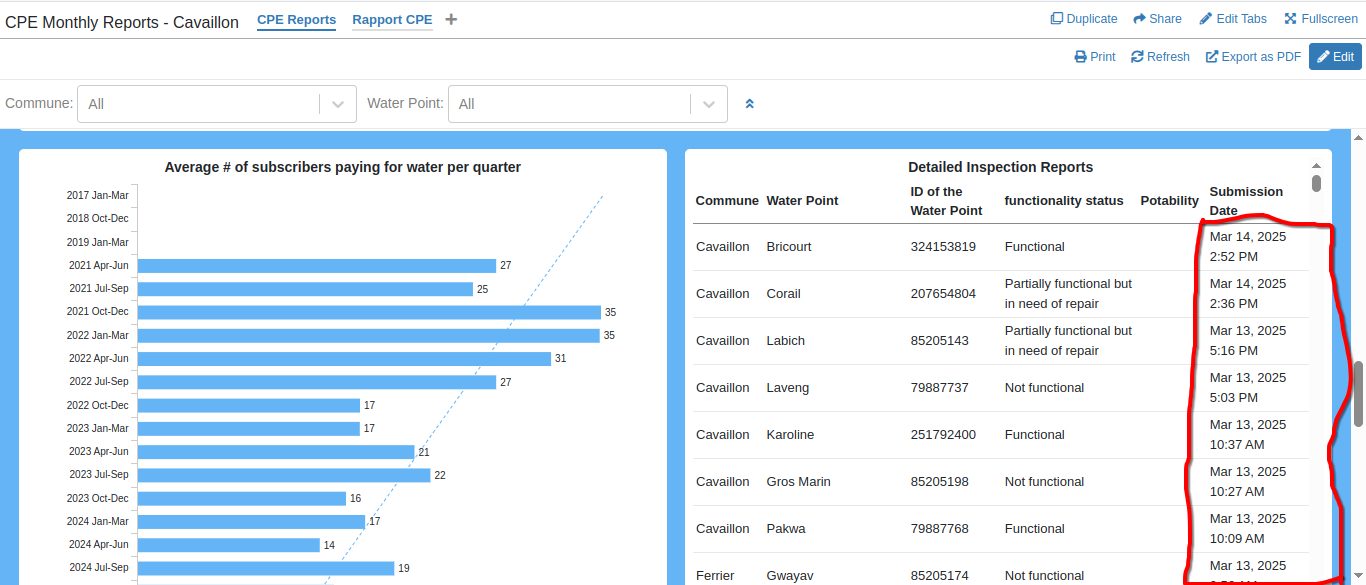 CPE Monthly Reports - Cavaillon CPE Reports Rapport CPE + Duplicate Share Edit Tabs Fullscreen
Print Refresh Export as PDF Edit
Commune: All Water Point: All
Average # of subscribers paying for water per quarter
2017 Jan-Mar
2018 Oct-Dec
2019 Jan-Mar
2021 Apr-Jun 27
2021 Jul-Sep 25
2021 Oct-Dec 35
2022 Jan-Mar 35
2022 Apr-Jun 31
2022 Jul-Sep 27
2022 Oct-Dec 17
2023 Jan-Mar 17
2023 Apr-Jun 21
2023 Jul-Sep 22
2023 Oct-Dec 16
2024 Jan-Mar 17
2024 Apr-Jun 14
2024 Jul-Sep 19
Detailed Inspection Reports
Commune Water Point ID of the Water Point functionality status Potability Submission Date
Cavaillon Bricourt 324153819 Functional Mar 14, 2025 2:52 PM
Cavaillon Corail 207654804 Partially functional but in need of repair Mar 14, 2025 2:36 PM
Cavaillon Labich 85205143 Partially functional but in need of repair Mar 13, 2025 5:16 PM
Cavaillon Laveng 79887737 Not functional Mar 13, 2025 5:03 PM
Cavaillon Karoline 251792400 Functional Mar 13, 2025 10:37 AM
Cavaillon Gros Marin 85205198 Not functional Mar 13, 2025 10:27 AM
Cavaillon Pakwa 79887768 Functional Mar 13, 2025 10:09 AM
Ferrier Gwayav 85205174 Not functional Mar 13, 2025